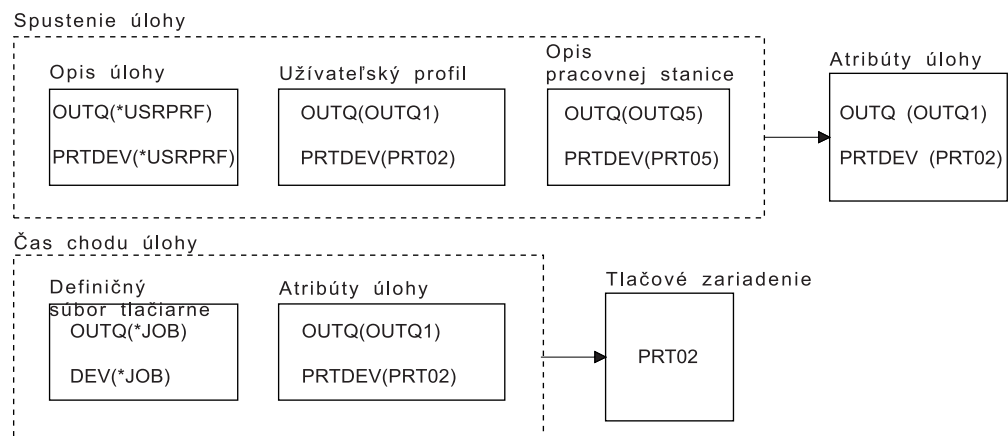 Spustenie úlohy
Opis úlohy
OUTQ(*USRPRF)
PRTDEV(*USRPRF)
Užívateľský profil
OUTQ(OUTQ1)
PRTDEV(PRT02)
Opis
pracovnej stanice
OUTQ(OUTQ5)
PRTDEV(PRT05)
Atribúty úlohy
OUTQ (OUTQ1)
PRTDEV (PRT02)
Čas chodu úlohy
Definičný
súbor tlačiarne
OUTQ(*JOB)
DEV(*JOB)
Atribúty úlohy
OUTQ(OUTQ1)
PRTDEV(PRT02)
Tlačové zariadenie
PRT02